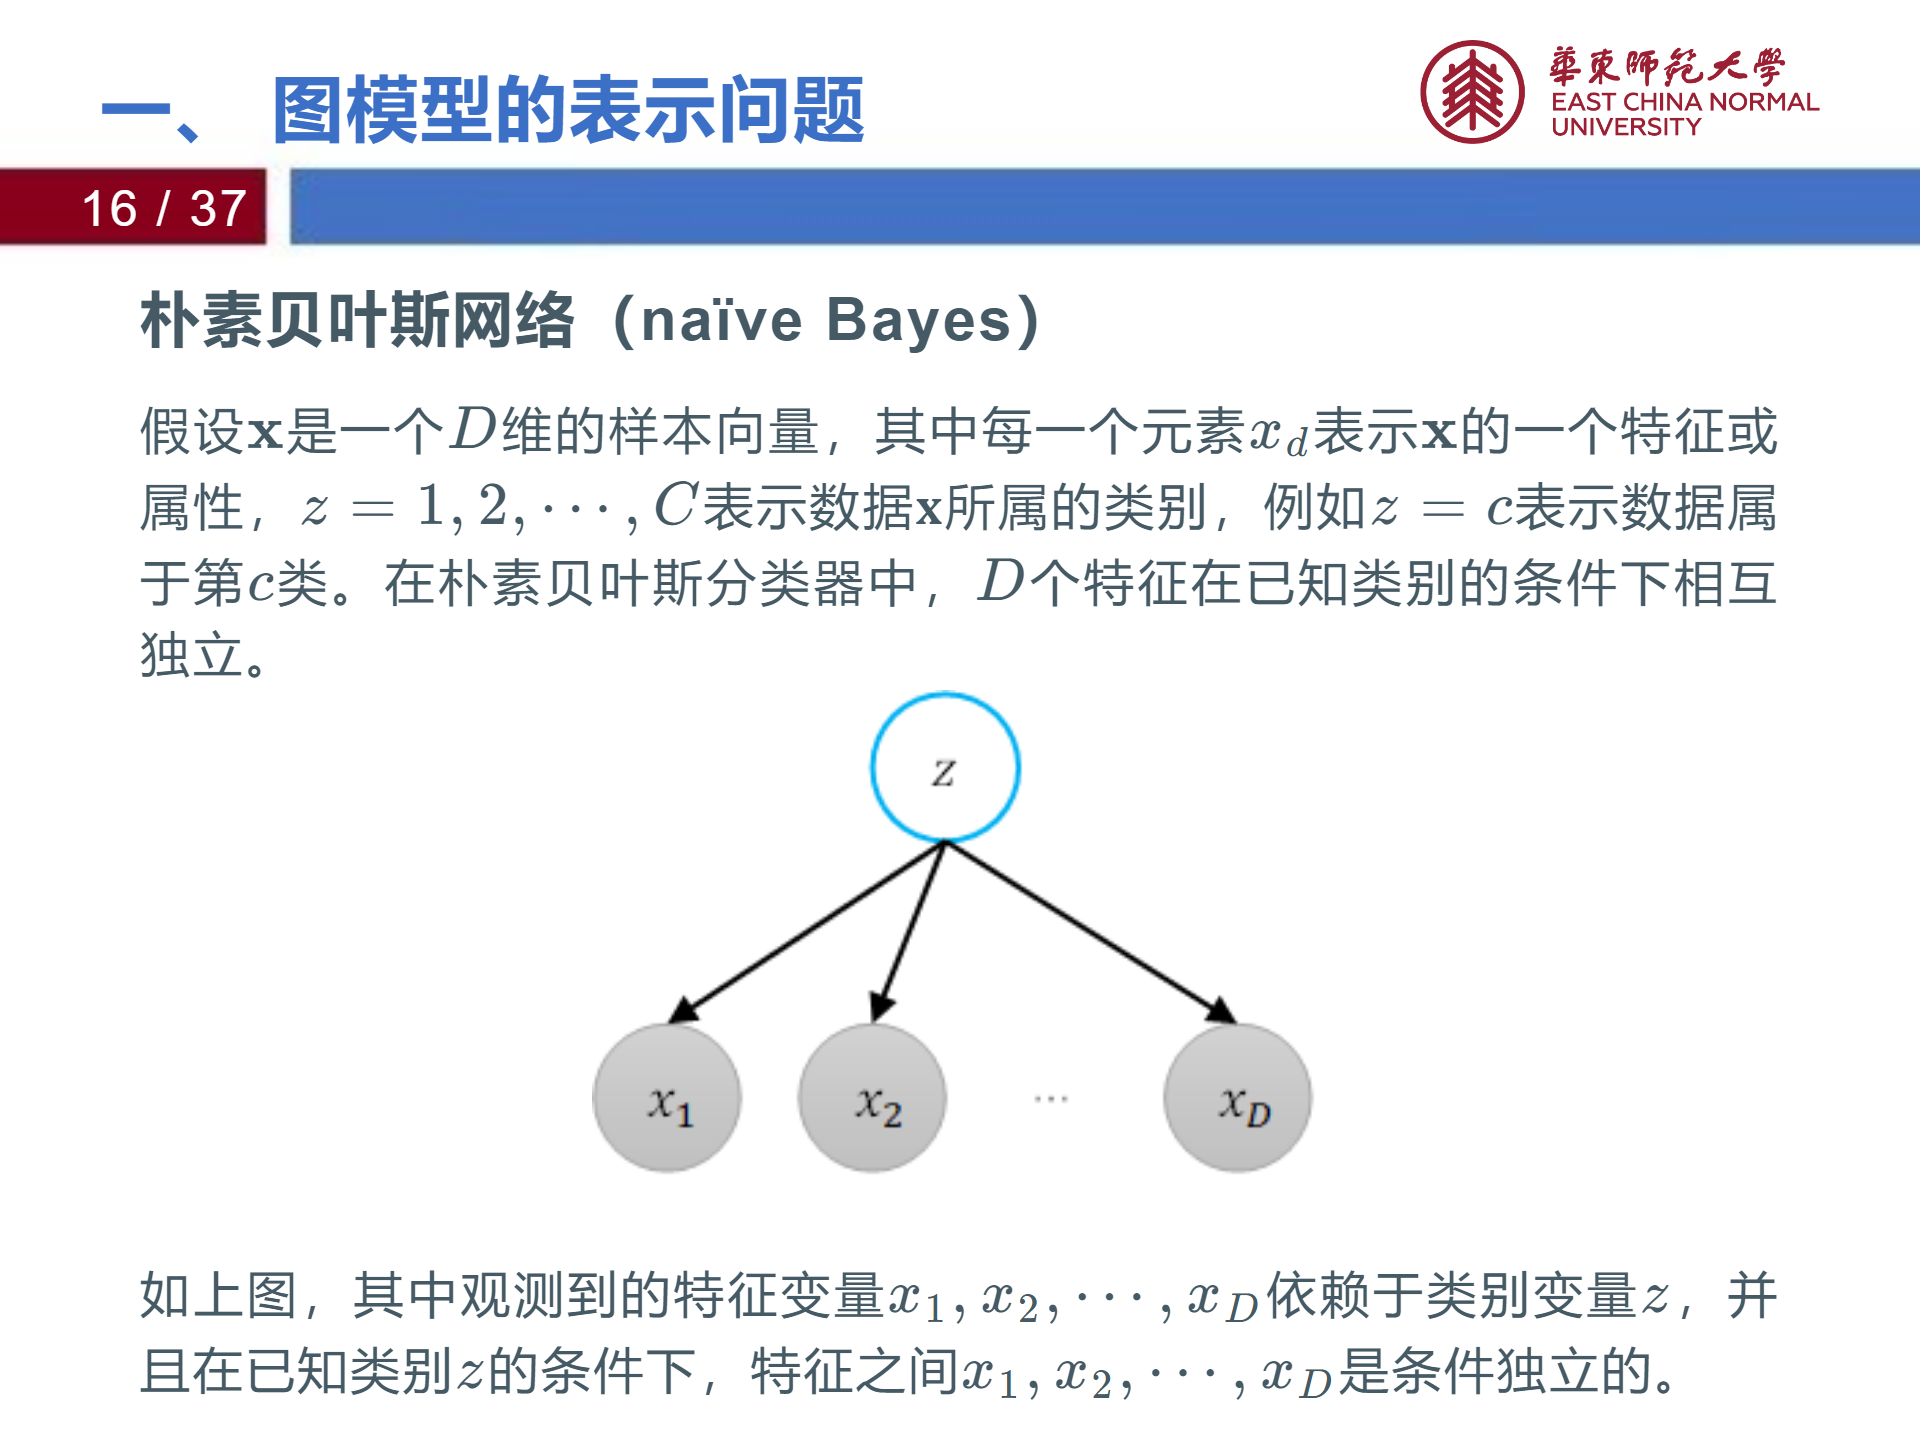 一、 图模型的表示问题
華東師範大學
EAST CHINA NORMAL
UNIVERSITY
16 / 37
朴素贝叶斯网络（naïve Bayes）
假设x是一个D维的样本向量，其中每一个元素x_d表示x的一个特征或
属性，z = 1, 2, ⋯ , C表示数据x所属的类别，例如z = c表示数据属
于第c类。在朴素贝叶斯分类器中，D个特征在已知类别的条件下相互
独立。
z
x_1 x_2 ... x_D
如上图，其中观测到的特征变量x_1, x_2, ⋯ , x_D依赖于类别变量z，并
且在已知类别z的条件下，特征之间x_1, x_2, ⋯ , x_D是条件独立的。